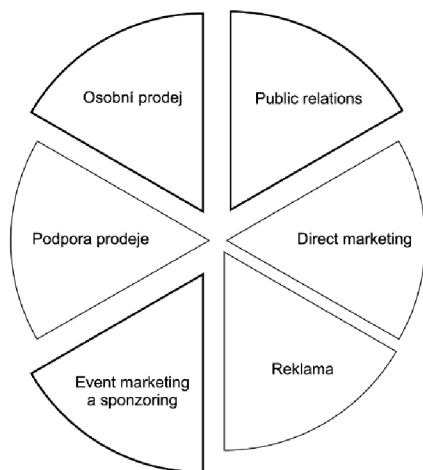 Osobní prodej
Public relations
Podpora prodeje
Direct marketing
Event marketing
a sponzoring
Reklama